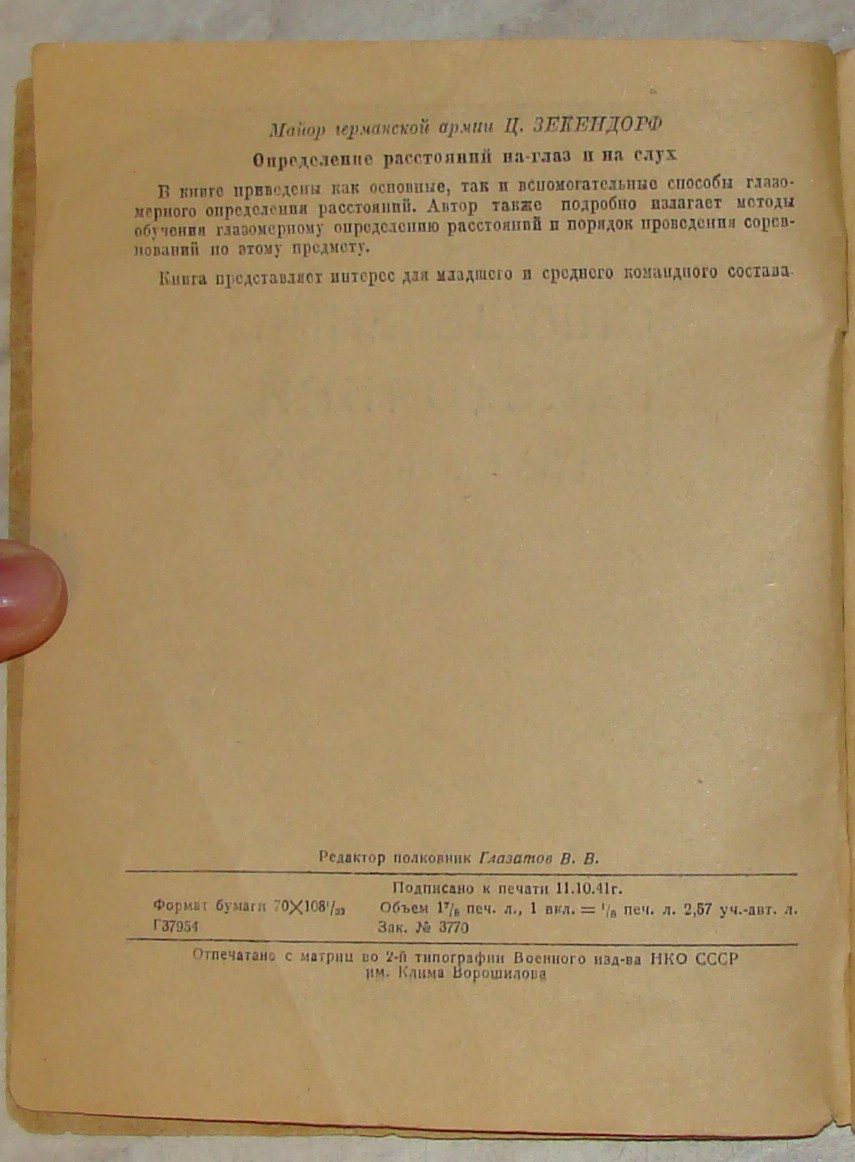 Майор германской армии Ц. ЗЕКЕНДОРФ
Определение расстояний на-глаз и на слух
В книге приведены как основные, так и вспомогательные способы глазо-
мерного определения расстояний. Автор также подробно излагает методы
обучения глазомерному определению расстояний и порядок проведения сорев-
нований по этому предмету.
Книга представляет интерес для младшего и среднего командного состава.
Редактор полковник Глазатов В. В.
Подписано к печати 11.10.41г.
Формат бумаги 70×108¹/₃₂ Объем 1⁷/₈ печ. л., 1 вкл. = ¹/₈ печ. л. 2,57 уч.-авт. л.
Г37954 Зак. № 3770
Отпечатано с матриц во 2-й типографии Военного изд-ва НКО СССР
им. Клима Ворошилова